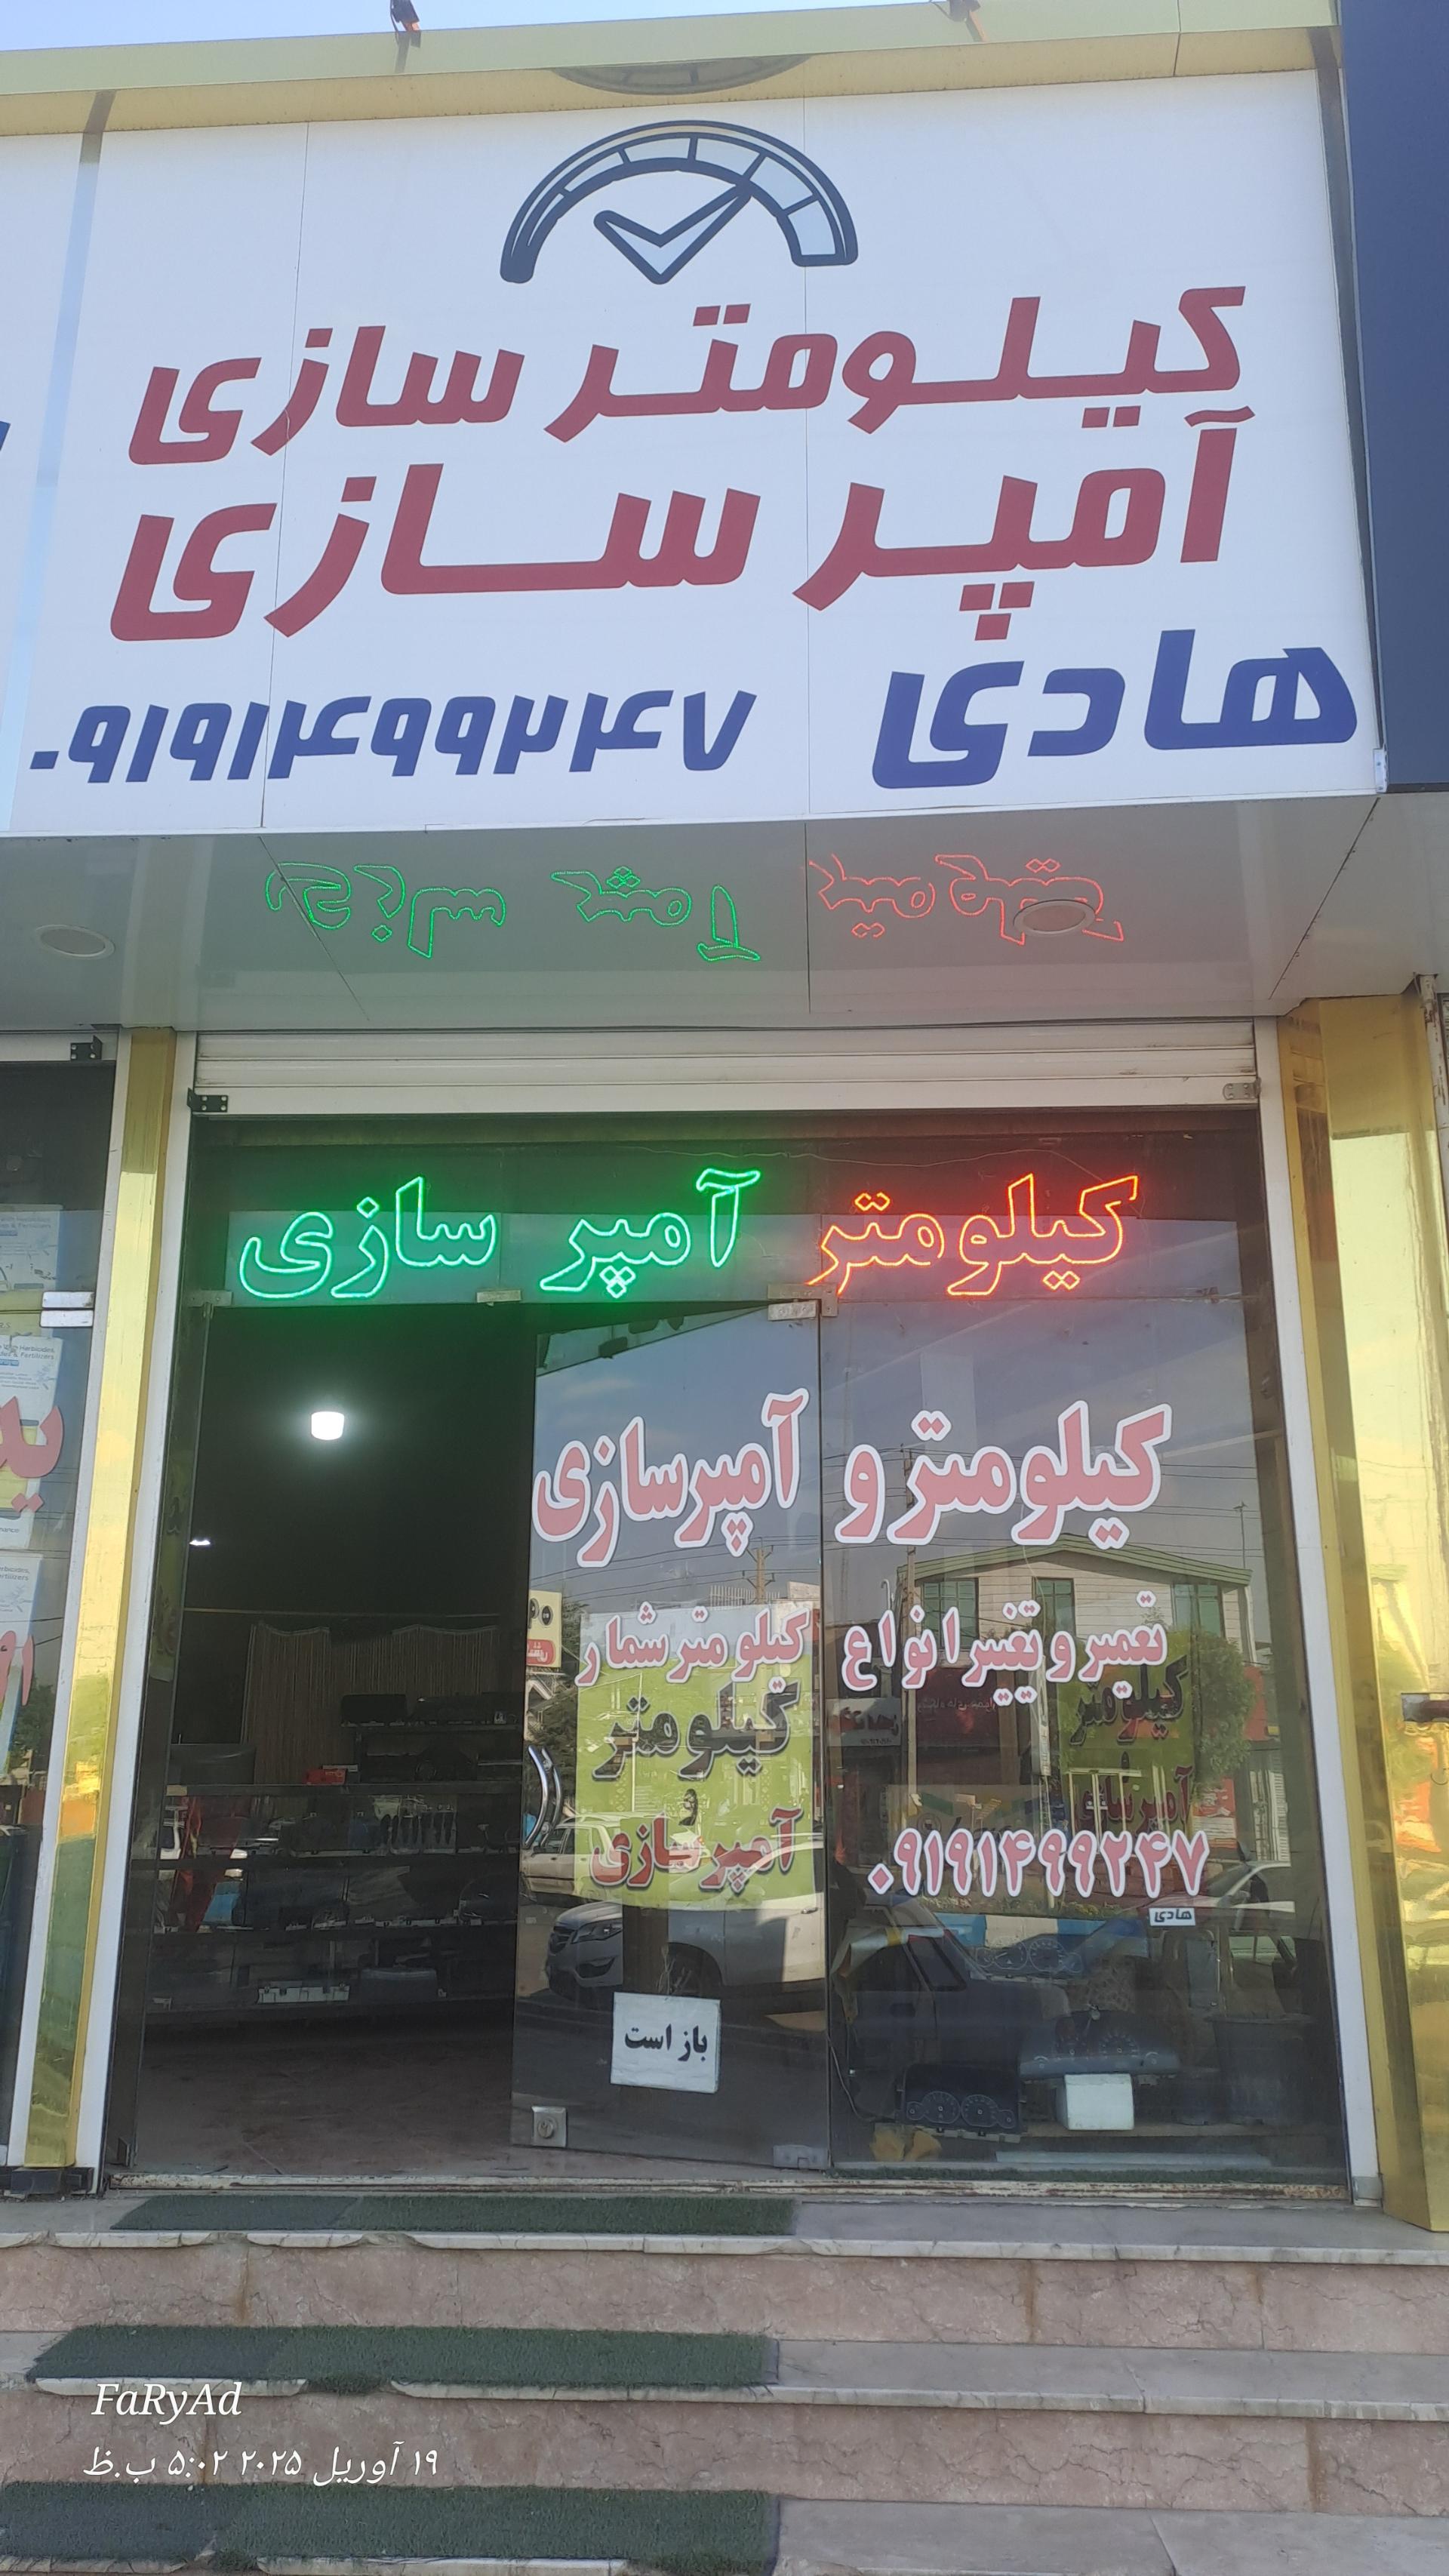 کیلومتر سازی
آمپر سازی
هادی ۰۹۱۹۱۴۹۹۲۴۷
کیلومتر آمپر سازی
کیلومتر و آمپرسازی
تعمیر و تغییر انواع کیلومتر شمار
کیلومتر
و
آمپرسازی
۰۹۱۹۱۴۹۹۲۴۷
هادی
باز است
FaRyAd
۱۹ آوریل ۲۰۲۵ ۵:۰۲ ب.ظ